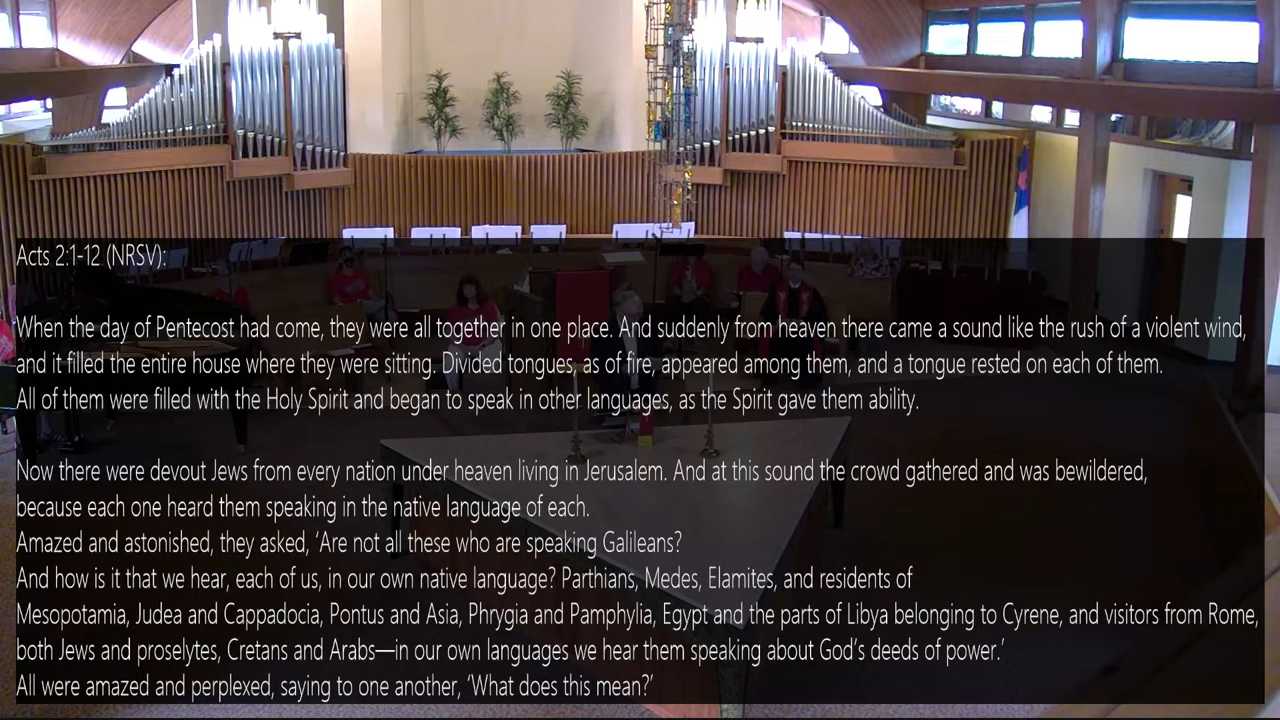 Acts 2:1-12 (NRSV):
When the day of Pentecost had come, they were all together in one place. And suddenly from heaven there came a sound like the rush of a violent wind,
and it filled the entire house where they were sitting. Divided tongues, as of fire, appeared among them, and a tongue rested on each of them.
All of them were filled with the Holy Spirit and began to speak in other languages, as the Spirit gave them ability.
Now there were devout Jews from every nation under heaven living in Jerusalem. And at this sound the crowd gathered and was bewildered,
because each one heard them speaking in the native language of each.
Amazed and astonished, they asked, ‘Are not all these who are speaking Galileans?
And how is it that we hear, each of us, in our own native language? Parthians, Medes, Elamites, and residents of
Mesopotamia, Judea and Cappadocia, Pontus and Asia, Phrygia and Pamphylia, Egypt and the parts of Libya belonging to Cyrene, and visitors from Rome,
both Jews and proselytes, Cretans and Arabs—in our own languages we hear them speaking about God’s deeds of power.’
All were amazed and perplexed, saying to one another, ‘What does this mean?’